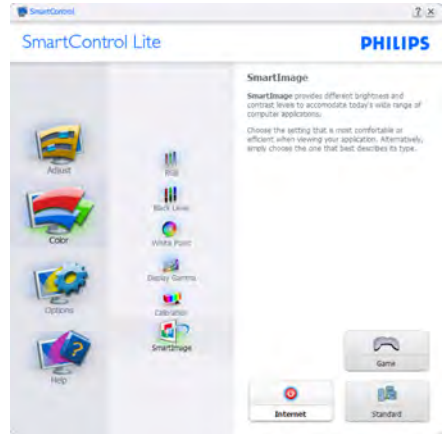 SmartControl
? ×
SmartControl Lite
PHILIPS
SmartImage
SmartImage provides different brightness and
contrast levels to accomodate today's wide range of
computer applications.
Choose the setting that is most comfortable or
efficient when viewing your application. Alternatively,
simply choose the one that best describes its type.
Adjust
Color
Options
Help
RGB
Black Level
White Point
Display Gamma
Calibration
SmartImage
Game
Internet
Standard